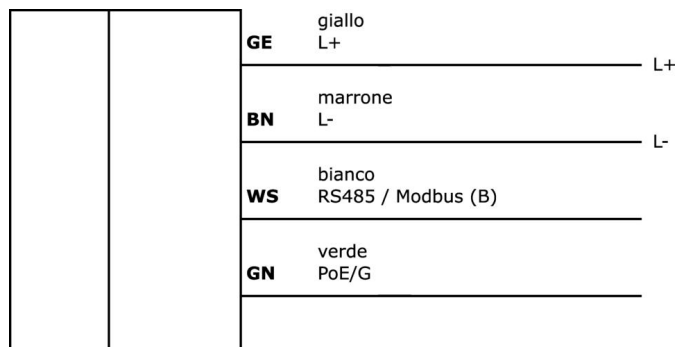 giallo
GE L+
L+
marrone
BN L-
L-
bianco
WS RS485 / Modbus (B)
verde
GN PoE/G